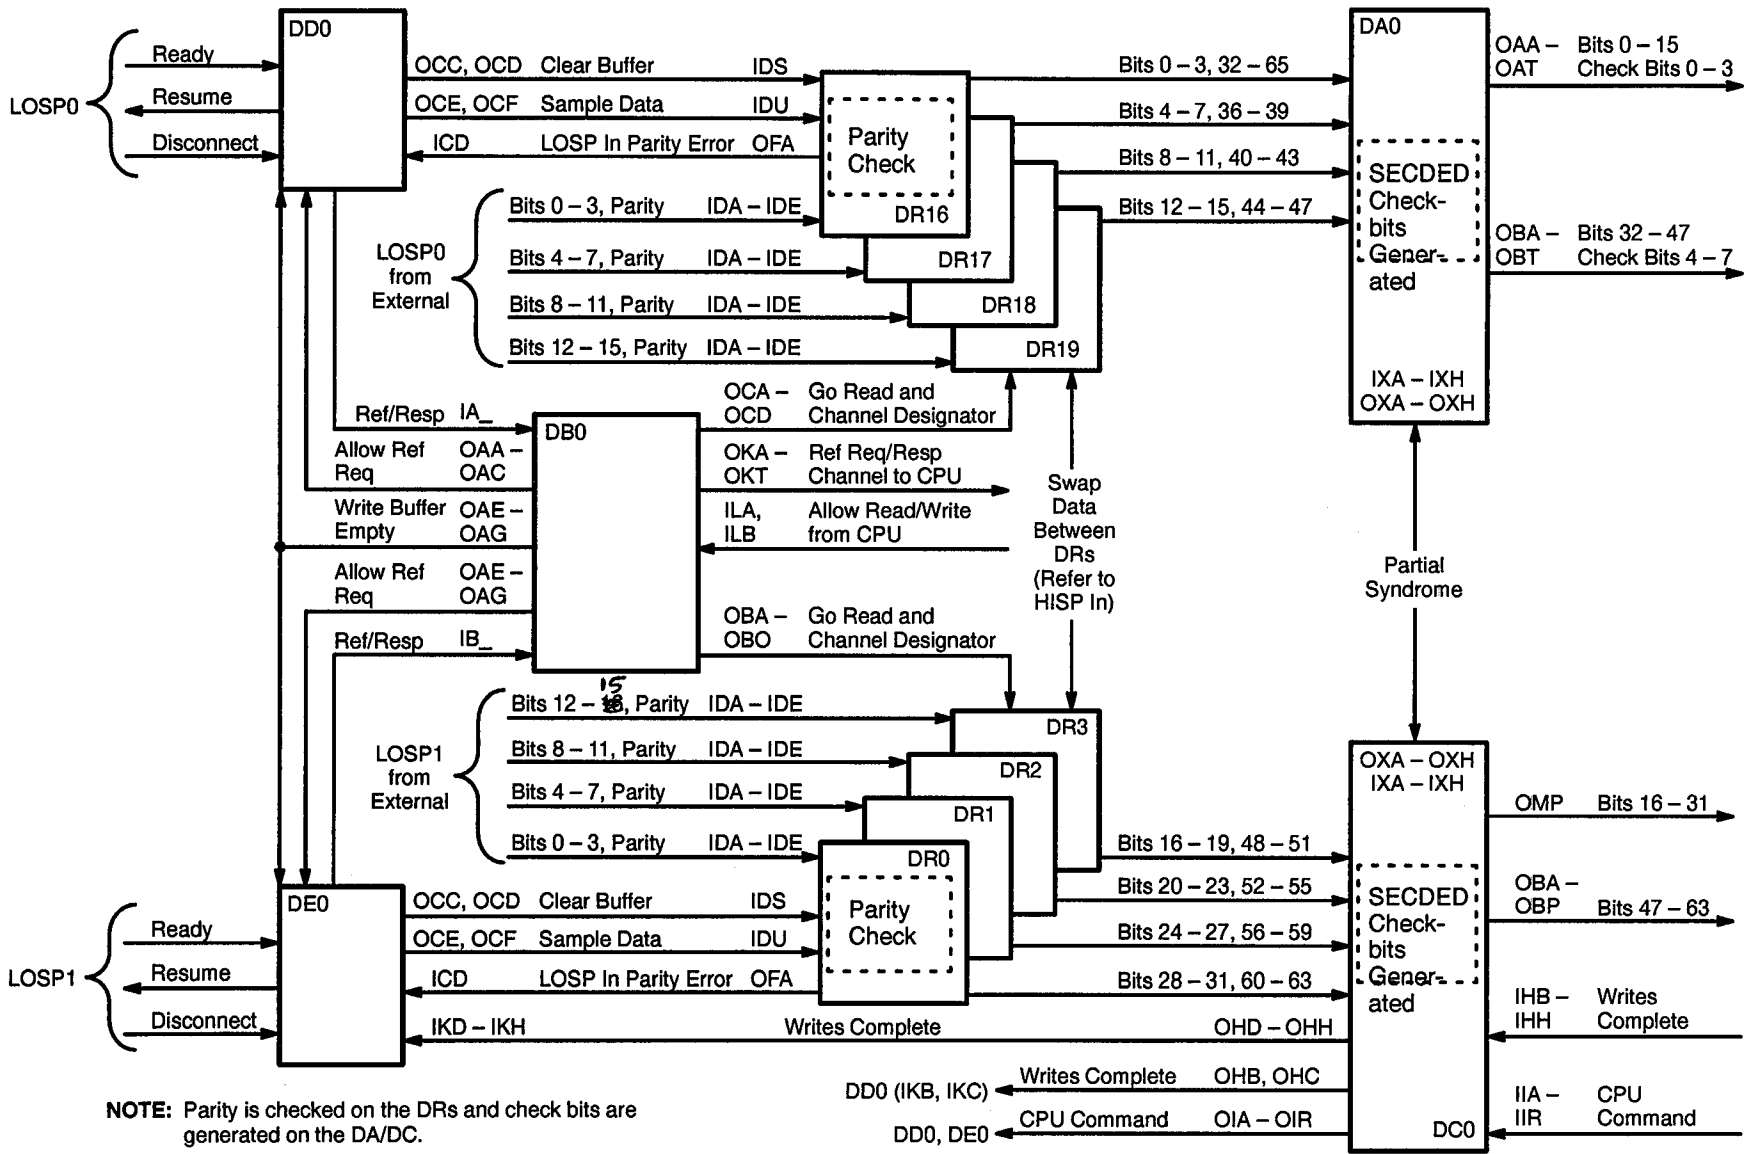 DD0
DA0
LOSP0
Ready
Resume
Disconnect
OCC, OCD Clear Buffer IDS
OCE, OCF Sample Data IDU
ICD LOSP In Parity Error OFA
Parity
Check
DR16
DR17
DR18
DR19
Bits 0 – 3, 32 – 65
Bits 4 – 7, 36 – 39
Bits 8 – 11, 40 – 43
Bits 12 – 15, 44 – 47
SECDED
Check-
bits
Gener-
ated
IXA – IXH
OXA – OXH
OAA – Bits 0 – 15
OAT Check Bits 0 – 3
OBA – Bits 32 – 47
OBT Check Bits 4 – 7
LOSP0
from
External
Bits 0 – 3, Parity IDA – IDE
Bits 4 – 7, Parity IDA – IDE
Bits 8 – 11, Parity IDA – IDE
Bits 12 – 15, Parity IDA – IDE
Ref/Resp IA_
Allow Ref OAA –
Req OAC
Write Buffer OAE –
Empty OAG
Allow Ref OAE –
Req OAG
Ref/Resp IB_
DB0
OCA – Go Read and
OCD Channel Designator
OKA – Ref Req/Resp
OKT Channel to CPU
ILA, Allow Read/Write
ILB from CPU
OBA – Go Read and
OBO Channel Designator
Swap
Data
Between
DRs
(Refer to
HISP In)
Partial
Syndrome
15
LOSP1
from
External
Bits 12 – , Parity IDA – IDE
Bits 8 – 11, Parity IDA – IDE
Bits 4 – 7, Parity IDA – IDE
Bits 0 – 3, Parity IDA – IDE
DR3
DR2
DR1
DR0
Parity
Check
DE0
LOSP1
Ready
Resume
Disconnect
OCC, OCD Clear Buffer IDS
OCE, OCF Sample Data IDU
ICD LOSP In Parity Error OFA
IKD – IKH Writes Complete OHD – OHH
Bits 16 – 19, 48 – 51
Bits 20 – 23, 52 – 55
Bits 24 – 27, 56 – 59
Bits 28 – 31, 60 – 63
OXA – OXH
IXA – IXH
SECDED
Check-
bits
Gener-
ated
DC0
OMP Bits 16 – 31
OBA –
OBP Bits 47 – 63
IHB – Writes
IHH Complete
IIA – CPU
IIR Command
DD0 (IKB, IKC) Writes Complete OHB, OHC
DD0, DE0 CPU Command OIA – OIR
NOTE: Parity is checked on the DRs and check bits are
generated on the DA/DC.